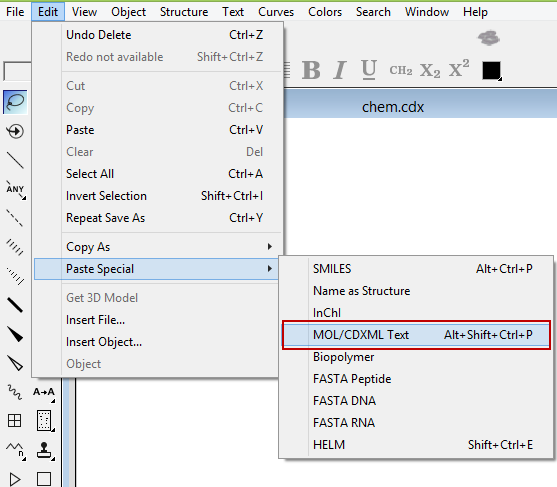 File Edit View Object Structure Text Curves Colors Search Window Help
Undo Delete Ctrl+Z
Redo not available Shift+Ctrl+Z
B I U CH2 X2 X2
Cut Ctrl+X
Copy Ctrl+C
chem.cdx
Paste Ctrl+V
Clear Del
Select All Ctrl+A
ANY
Invert Selection Shift+Ctrl+I
Repeat Save As Ctrl+Y
Copy As
Paste Special
SMILES Alt+Ctrl+P
Name as Structure
Get 3D Model
InChI
Insert File...
MOL/CDXML Text Alt+Shift+Ctrl+P
Insert Object...
Biopolymer
Object
FASTA Peptide
A→A
FASTA DNA
FASTA RNA
HELM Shift+Ctrl+E
n